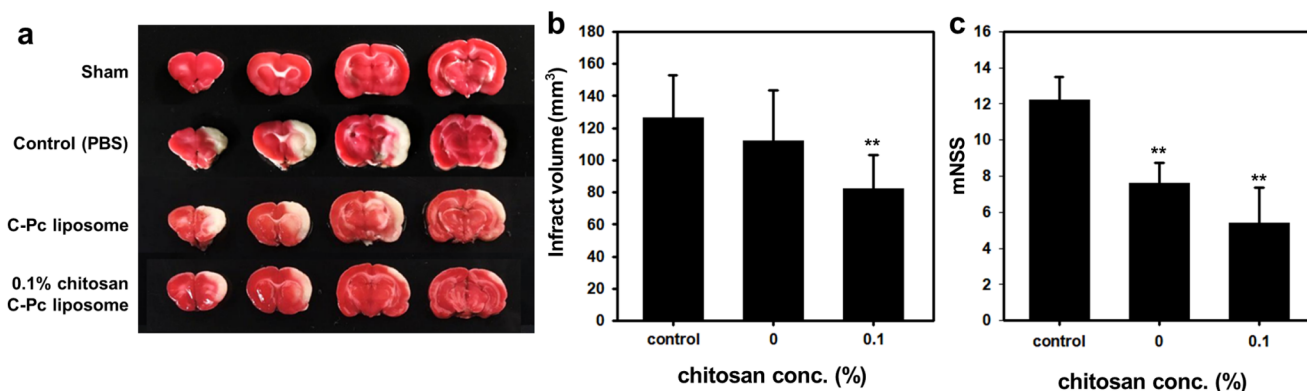 a
Sham
Control (PBS)
C-Pc liposome
0.1% chitosan
C-Pc liposome
b
Infract volume (mm³)
180
160
140
120
100
80
60
40
20
0
**
control
0
0.1
chitosan conc. (%)
c
mNSS
16
14
12
10
8
6
4
2
0
**
**
control
0
0.1
chitosan conc. (%)